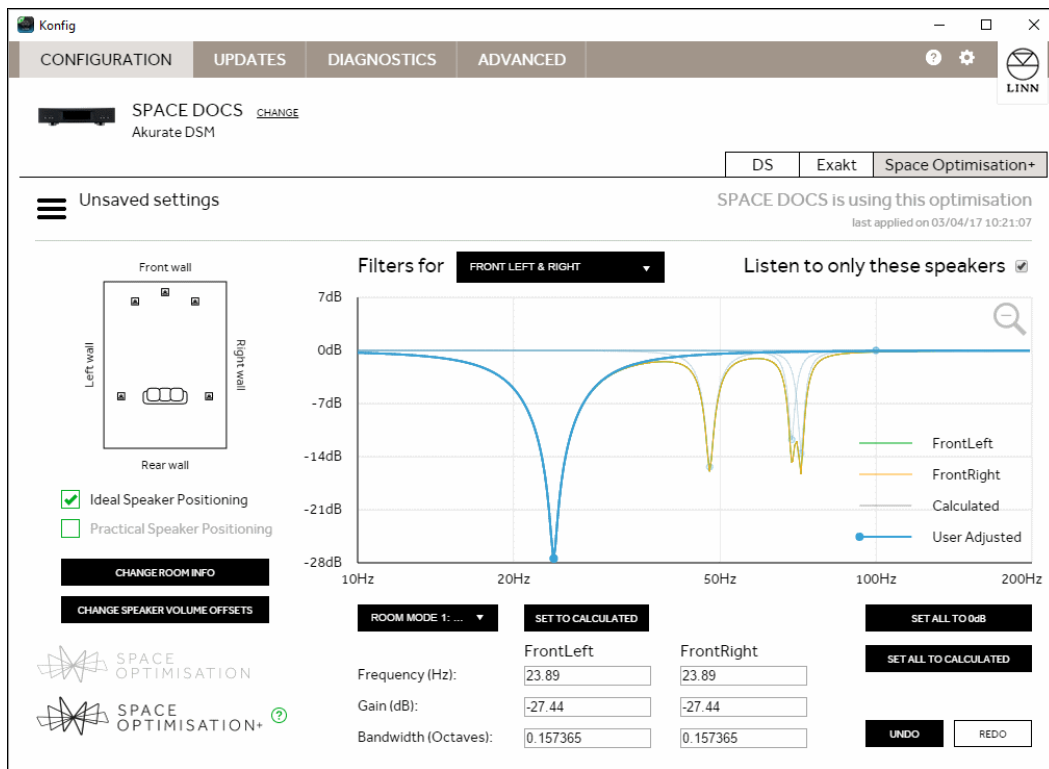 Konfig
CONFIGURATION
UPDATES
DIAGNOSTICS
ADVANCED
?
LINN
SPACE DOCS
CHANGE
Akurate DSM
DS
Exakt
Space Optimisation+
Unsaved settings
SPACE DOCS is using this optimisation
last applied on 03/04/17 10:21:07
Front wall
Left wall
Right wall
Rear wall
Ideal Speaker Positioning
Practical Speaker Positioning
CHANGE ROOM INFO
CHANGE SPEAKER VOLUME OFFSETS
SPACE
OPTIMISATION
SPACE
OPTIMISATION+
?
Filters for
FRONT LEFT & RIGHT
Listen to only these speakers
7dB
0dB
-7dB
-14dB
-21dB
-28dB
10Hz
20Hz
50Hz
100Hz
200Hz
FrontLeft
FrontRight
Calculated
User Adjusted
ROOM MODE 1: ...
SET TO CALCULATED
SET ALL TO 0dB
SET ALL TO CALCULATED
FrontLeft
FrontRight
Frequency (Hz):
23.89
23.89
Gain (dB):
-27.44
-27.44
Bandwidth (Octaves):
0.157365
0.157365
UNDO
REDO